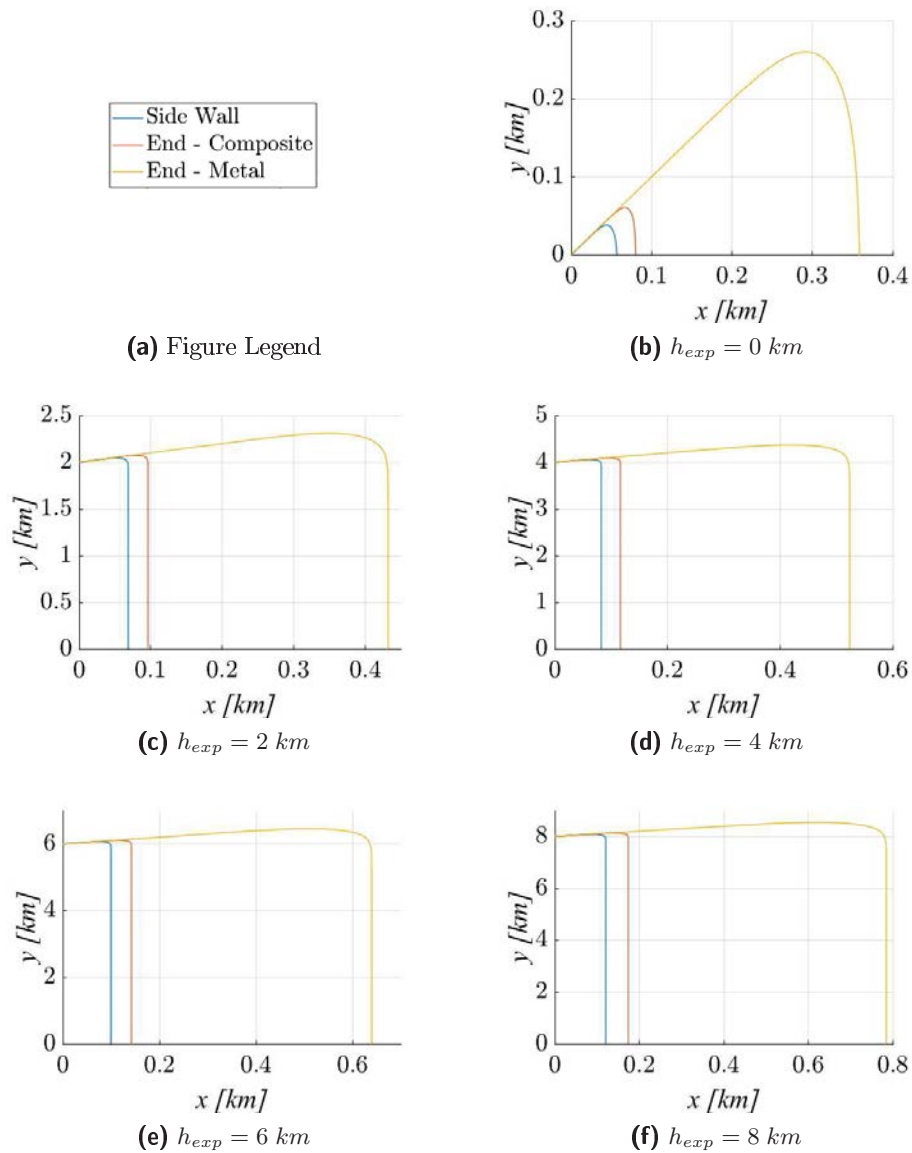 Side Wall
End - Composite
End - Metal
(a) Figure Legend
0.3
0.2
0.1
0
y [km]
0
0.1
0.2
0.3
0.4
x [km]
(b) h_exp = 0 km
2.5
2
1.5
1
0.5
0
y [km]
0
0.1
0.2
0.3
0.4
x [km]
(c) h_exp = 2 km
5
4
3
2
1
0
y [km]
0
0.2
0.4
0.6
x [km]
(d) h_exp = 4 km
6
4
2
0
y [km]
0
0.2
0.4
0.6
x [km]
(e) h_exp = 6 km
8
6
4
2
0
y [km]
0
0.2
0.4
0.6
0.8
x [km]
(f) h_exp = 8 km